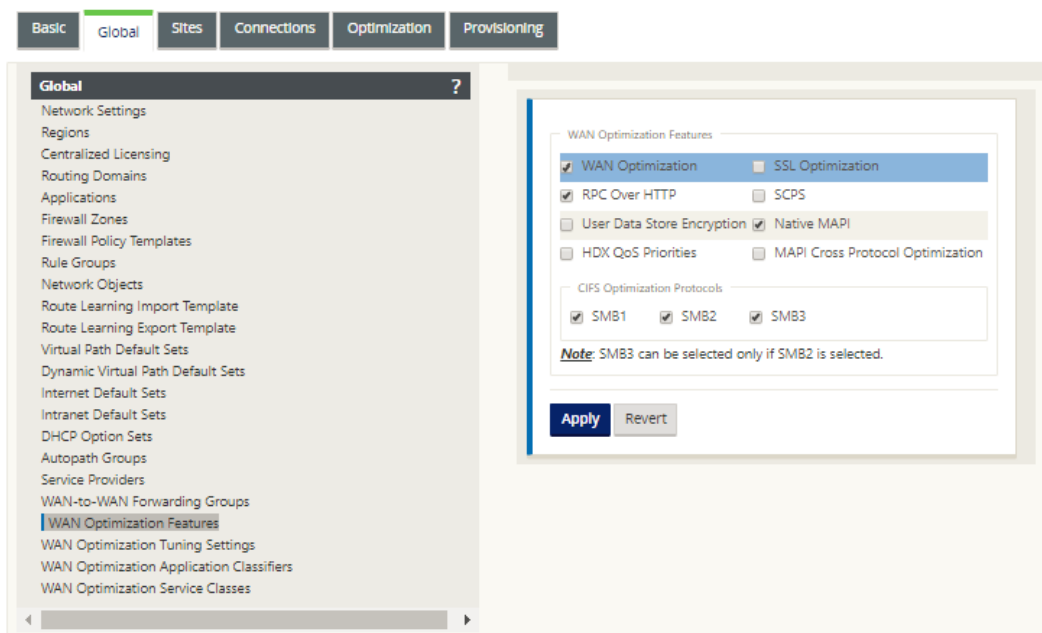 Basic Global Sites Connections Optimization Provisioning
Global ?
Network Settings
Regions
Centralized Licensing
Routing Domains
Applications
Firewall Zones
Firewall Policy Templates
Rule Groups
Network Objects
Route Learning Import Template
Route Learning Export Template
Virtual Path Default Sets
Dynamic Virtual Path Default Sets
Internet Default Sets
Intranet Default Sets
DHCP Option Sets
Autopath Groups
Service Providers
WAN-to-WAN Forwarding Groups
WAN Optimization Features
WAN Optimization Tuning Settings
WAN Optimization Application Classifiers
WAN Optimization Service Classes
WAN Optimization Features
WAN Optimization SSL Optimization
RPC Over HTTP SCPS
User Data Store Encryption Native MAPI
HDX QoS Priorities MAPI Cross Protocol Optimization
CIFS Optimization Protocols
SMB1 SMB2 SMB3
Note: SMB3 can be selected only if SMB2 is selected.
Apply Revert